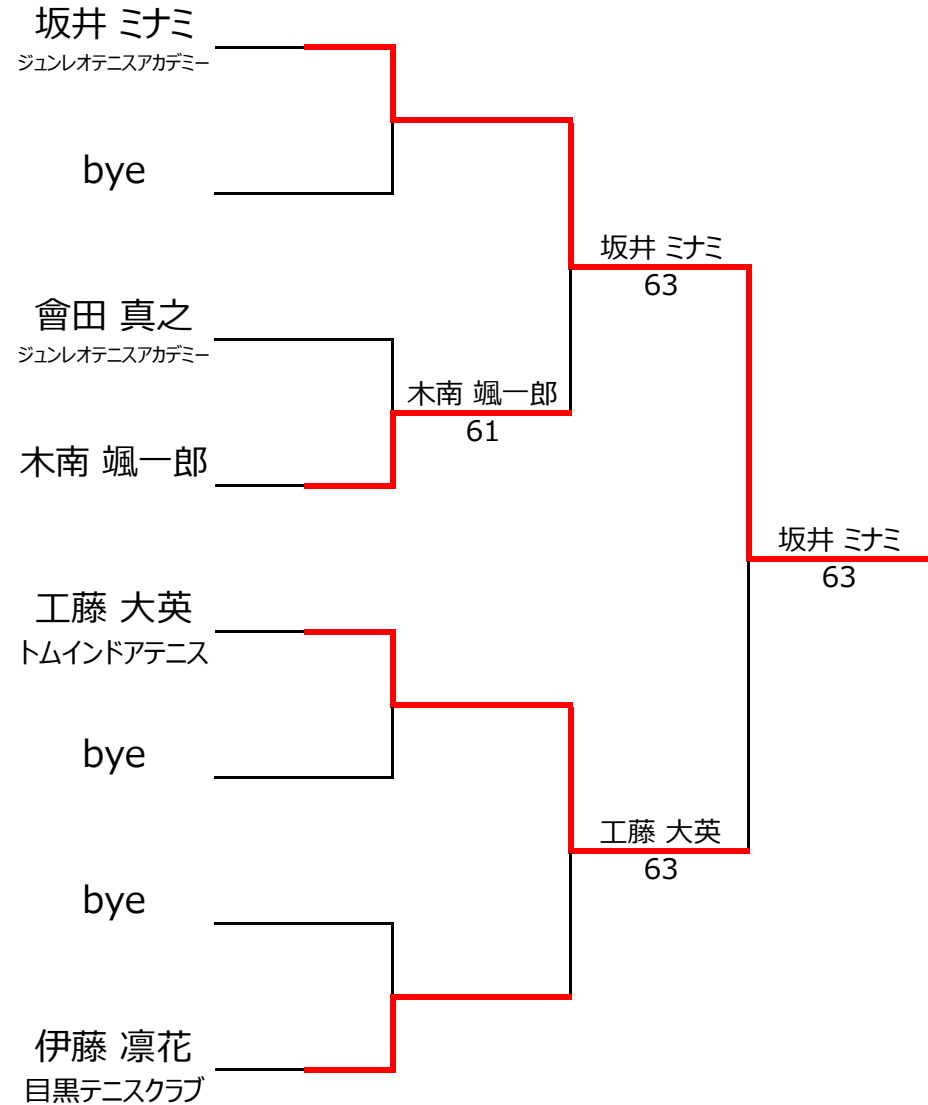 坂井 ミナミ
ジュンレオテニスアカデミー
bye
會田 真之
ジュンレオテニスアカデミー
木南 颯一郎
工藤 大英
トムインドアテニス
bye
bye
伊藤 凛花
目黒テニスクラブ
木南 颯一郎
61
坂井 ミナミ
63
工藤 大英
63
坂井 ミナミ
63